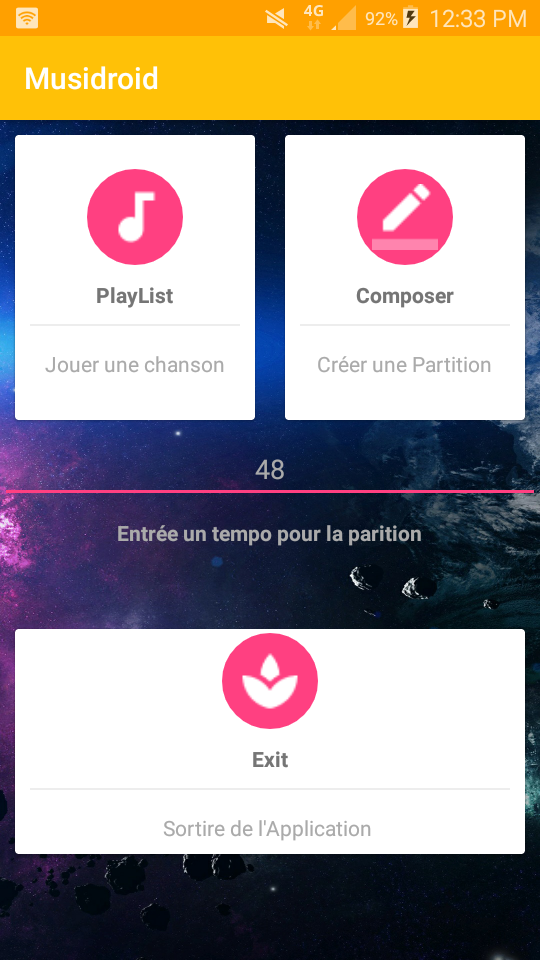 4G 92% 12:33 PM
Musidroid
PlayList
Composer
Jouer une chanson
Créer une Partition
48
Entrée un tempo pour la parition
Exit
Sortire de l'Application